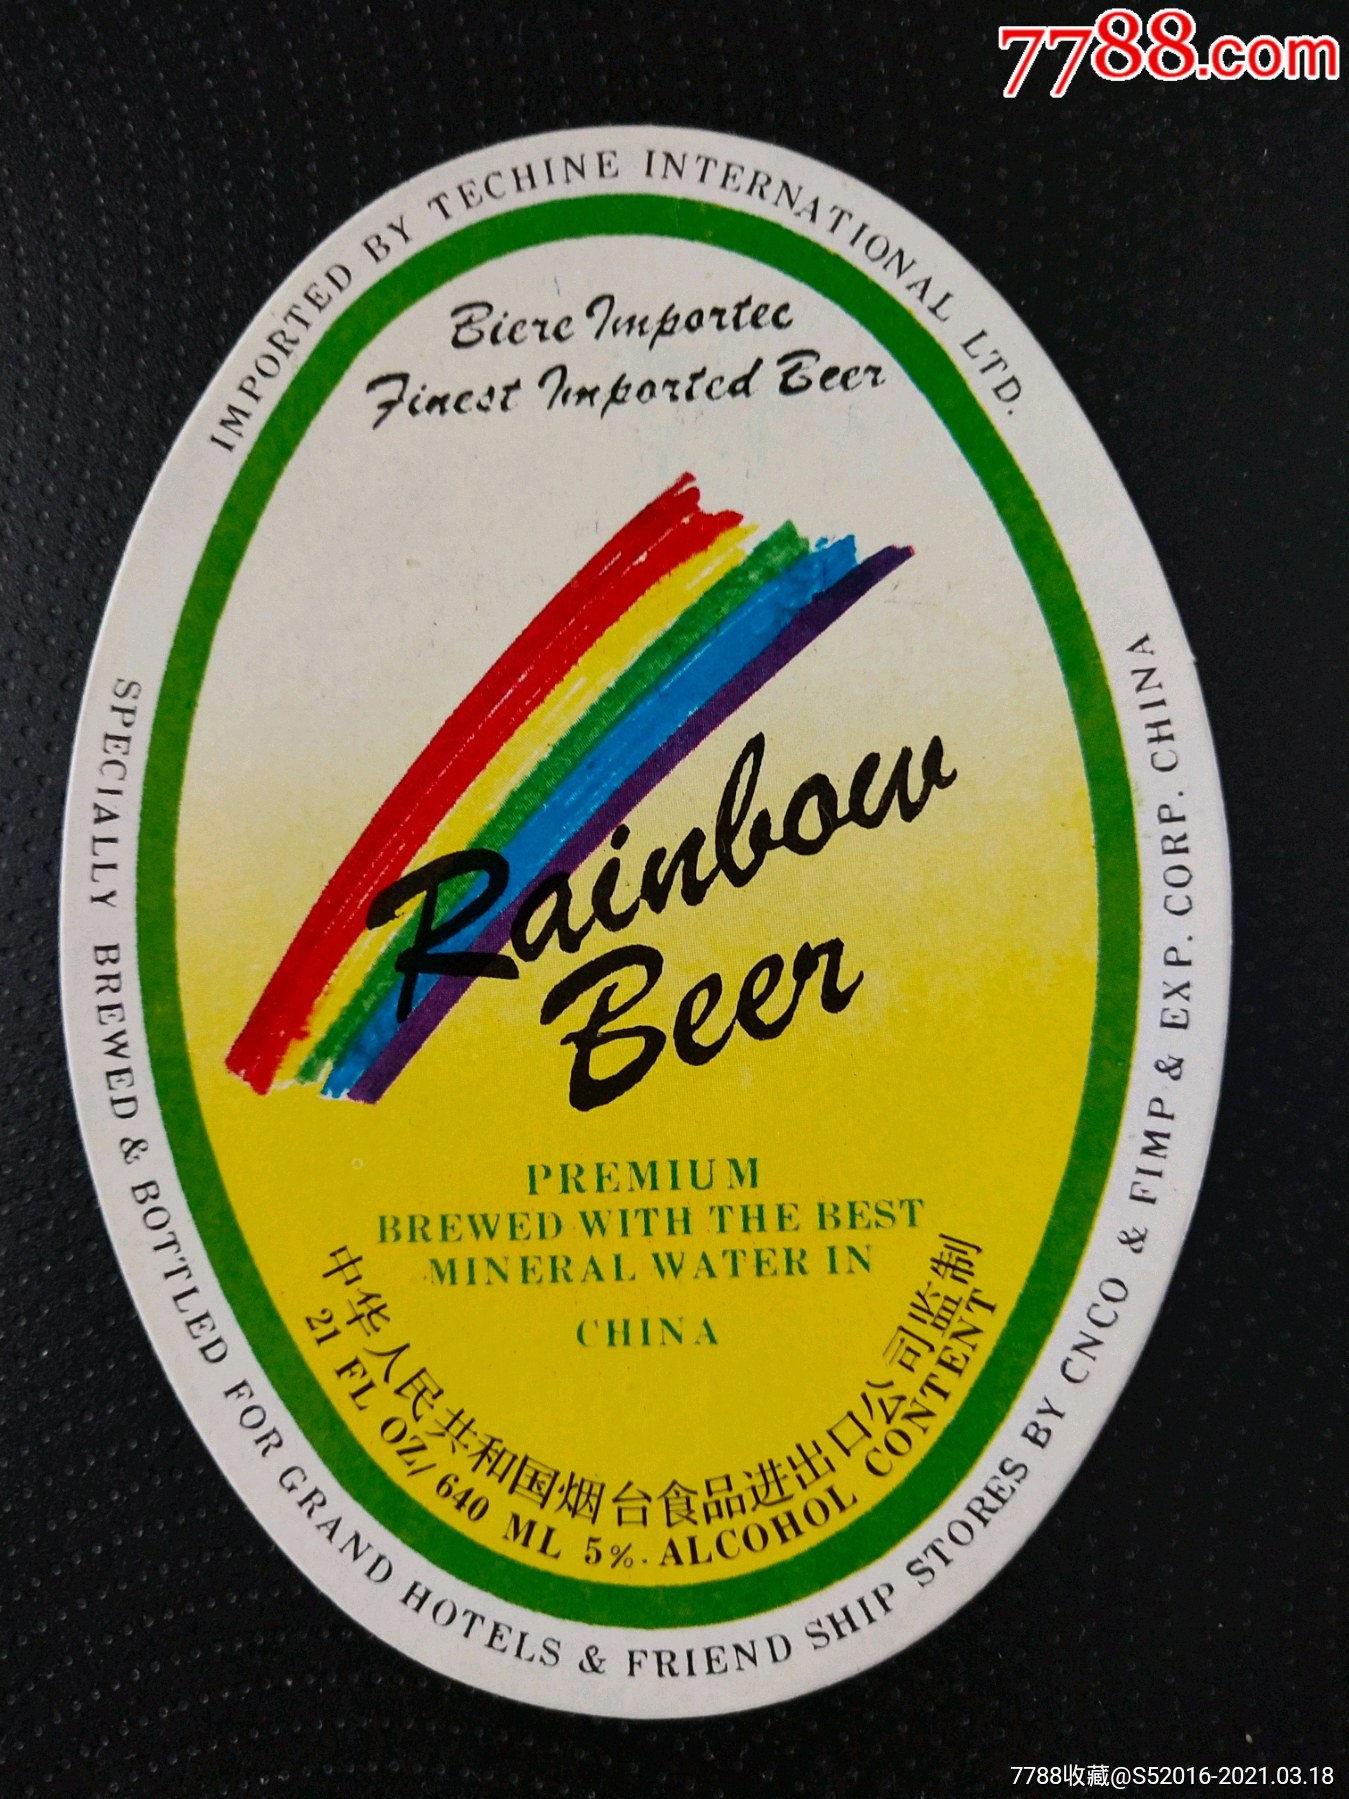 7788.com
IMPORTED BY TECHINE INTERNATIONAL LTD.
Biere Importec
Finest Imported Beer
Rainbow
Beer
PREMIUM
BREWED WITH THE BEST
MINERAL WATER IN
CHINA
中华人民共和国烟台食品进出口公司监制
21 FL OZ/640 ML 5%. ALCOHOL CONTENT
SPECIALLY BREWED & BOTTLED FOR GRAND HOTELS & FRIEND SHIP STORES BY CNCO & FIMP & EXP. CORP. CHINA
7788收藏@S52016-2021.03.18